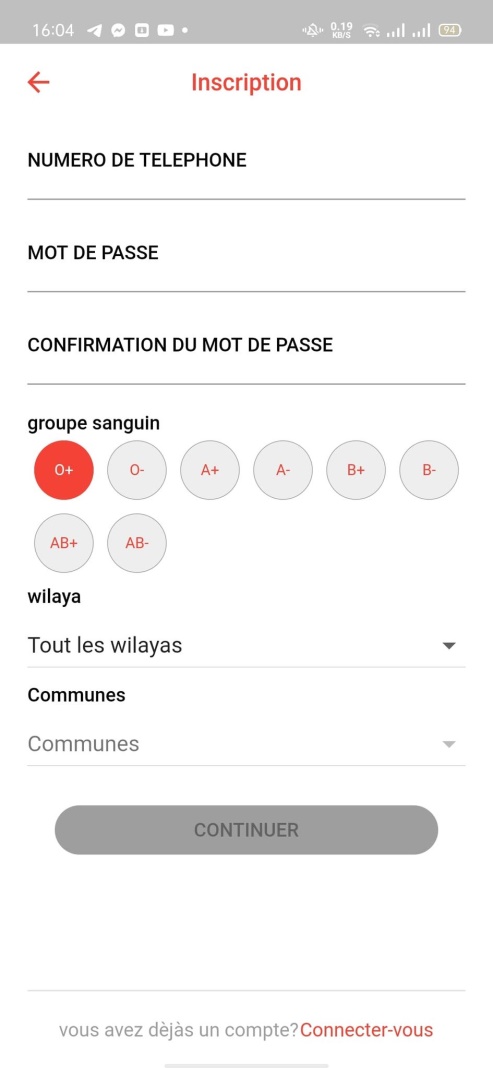 16:04
0.19
KB/S
94
Inscription
NUMERO DE TELEPHONE
MOT DE PASSE
CONFIRMATION DU MOT DE PASSE
groupe sanguin
O+ O- A+ A- B+ B-
AB+ AB-
wilaya
Tout les wilayas
Communes
Communes
CONTINUER
vous avez dèjàs un compte?Connecter-vous